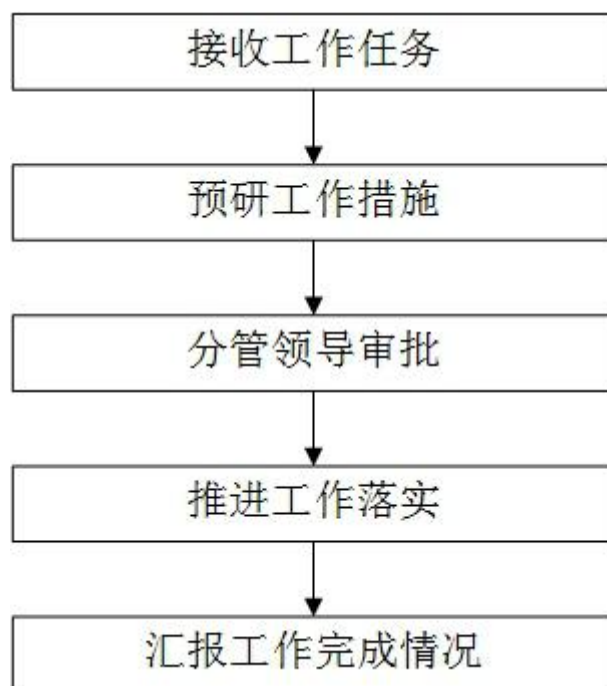 接收工作任务
预研工作措施
分管领导审批
推进工作落实
汇报工作完成情况